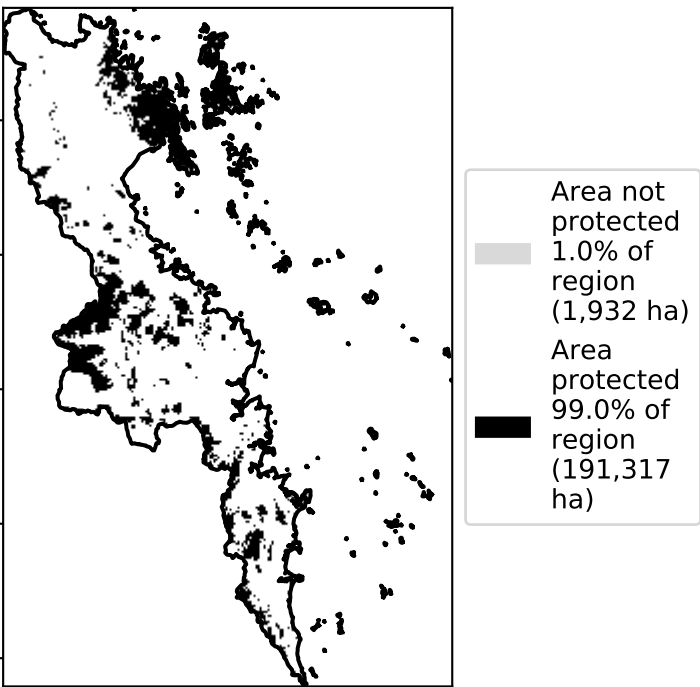 Area not
protected
1.0% of
region
(1,932 ha)
Area
protected
99.0% of
region
(191,317
ha)